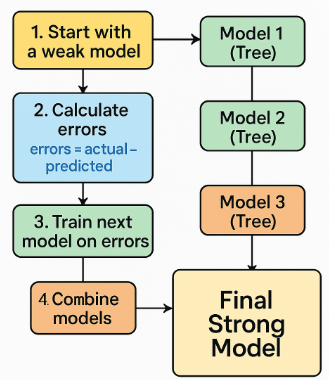 1. Start with
a weak model
Model 1
(Tree)
2. Calculate
errors
errors = actual–
predicted
Model 2
(Tree)
3. Train next
model on errors
Model 3
(Tree)
4. Combine
models
Final
Strong
Model